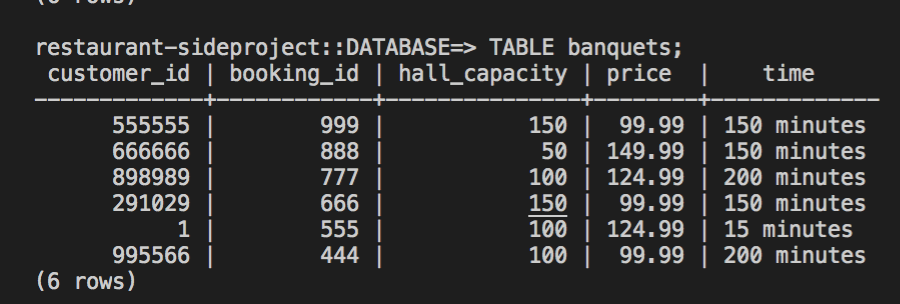 (6 rows)
restaurant-sideproject::DATABASE=> TABLE banquets;
 customer_id | booking_id | hall_capacity | price  |    time
-------------+------------+---------------+--------+-------------
      555555 |        999 |           150 |  99.99 | 150 minutes
      666666 |        888 |            50 | 149.99 | 150 minutes
      898989 |        777 |           100 | 124.99 | 200 minutes
      291029 |        666 |           150 |  99.99 | 150 minutes
           1 |        555 |           100 | 124.99 | 15 minutes
      995566 |        444 |           100 |  99.99 | 200 minutes
(6 rows)